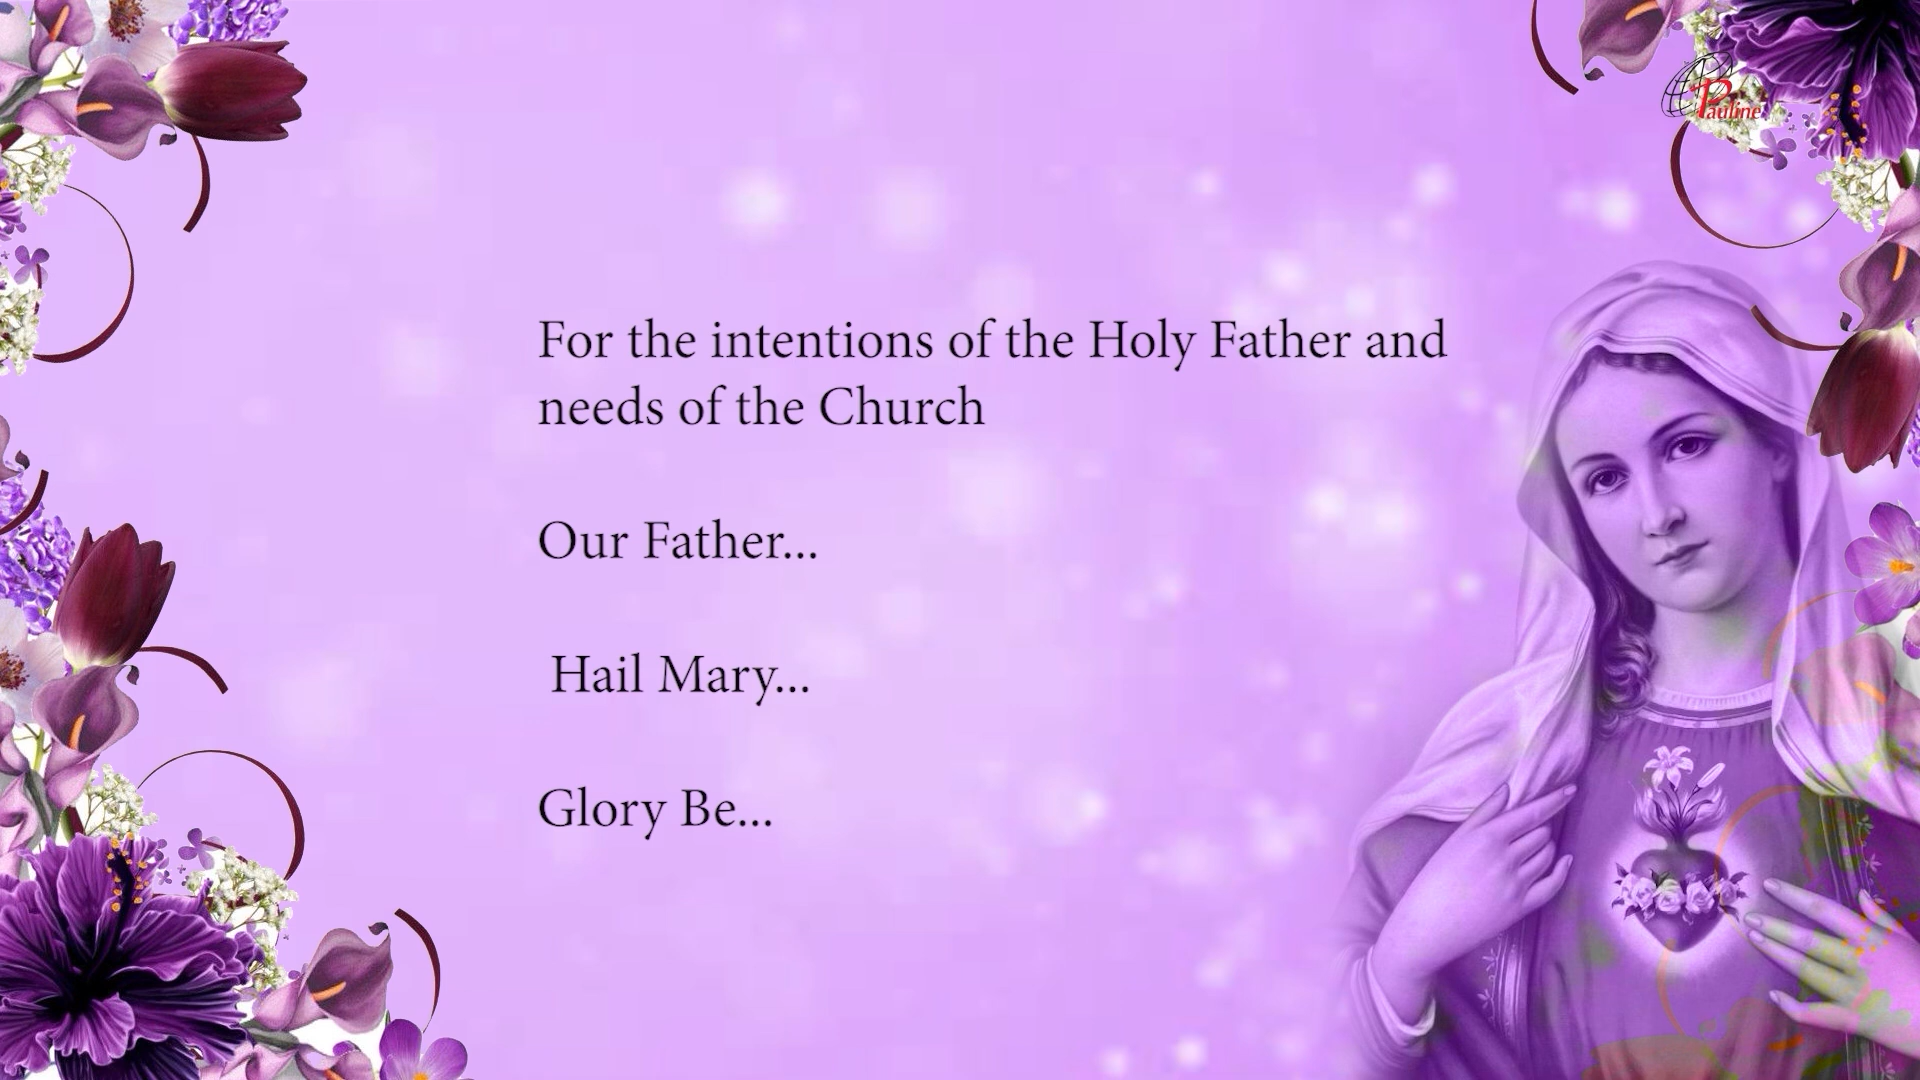 Pauline
For the intentions of the Holy Father and
needs of the Church
Our Father...
Hail Mary...
Glory Be...